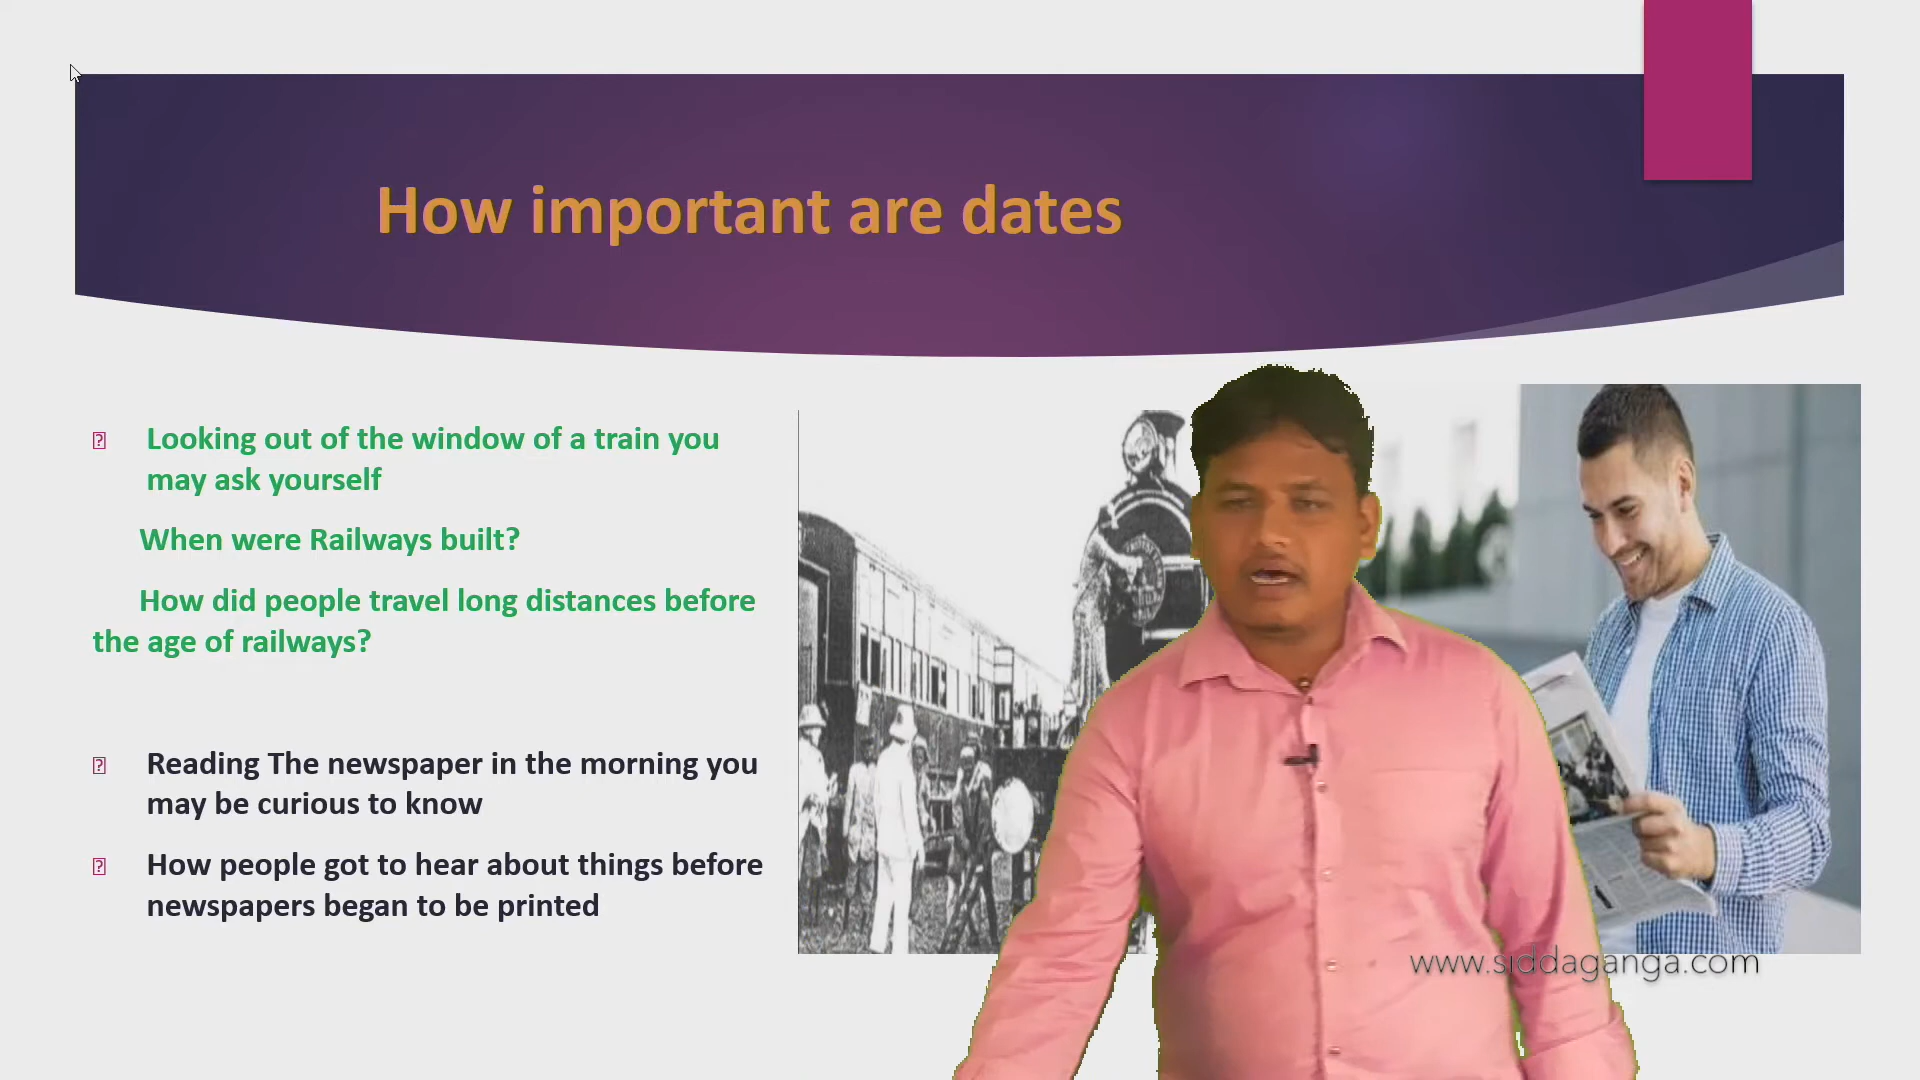 How important are dates
Looking out of the window of a train you
may ask yourself
When were Railways built?
How did people travel long distances before
the age of railways?
Reading The newspaper in the morning you
may be curious to know
How people got to hear about things before
newspapers began to be printed
www.siddaganga.com